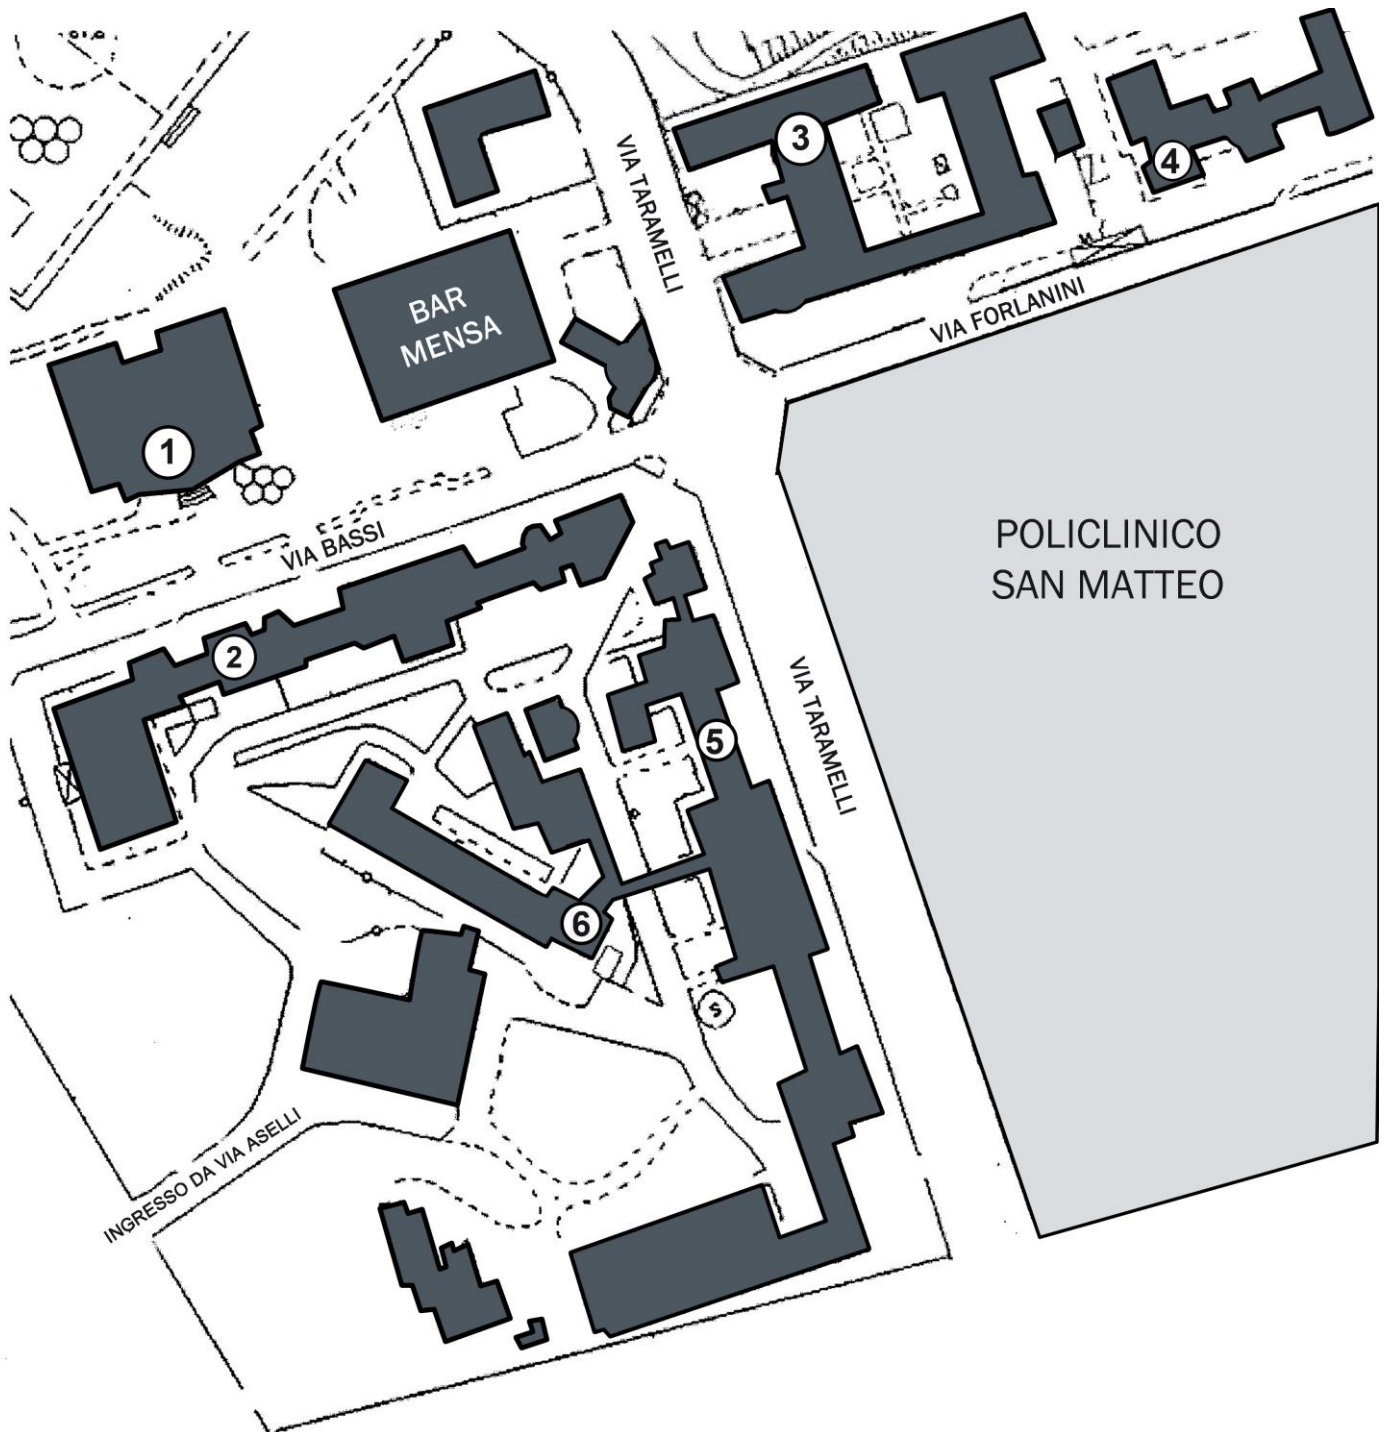 VIA TARAMELLI
3
4
BAR
MENSA
VIA FORLANINI
1
VIA BASSI
POLICLINICO
SAN MATTEO
2
VIA TARAMELLI
5
6
S
INGRESSO DA VIA ASELLI